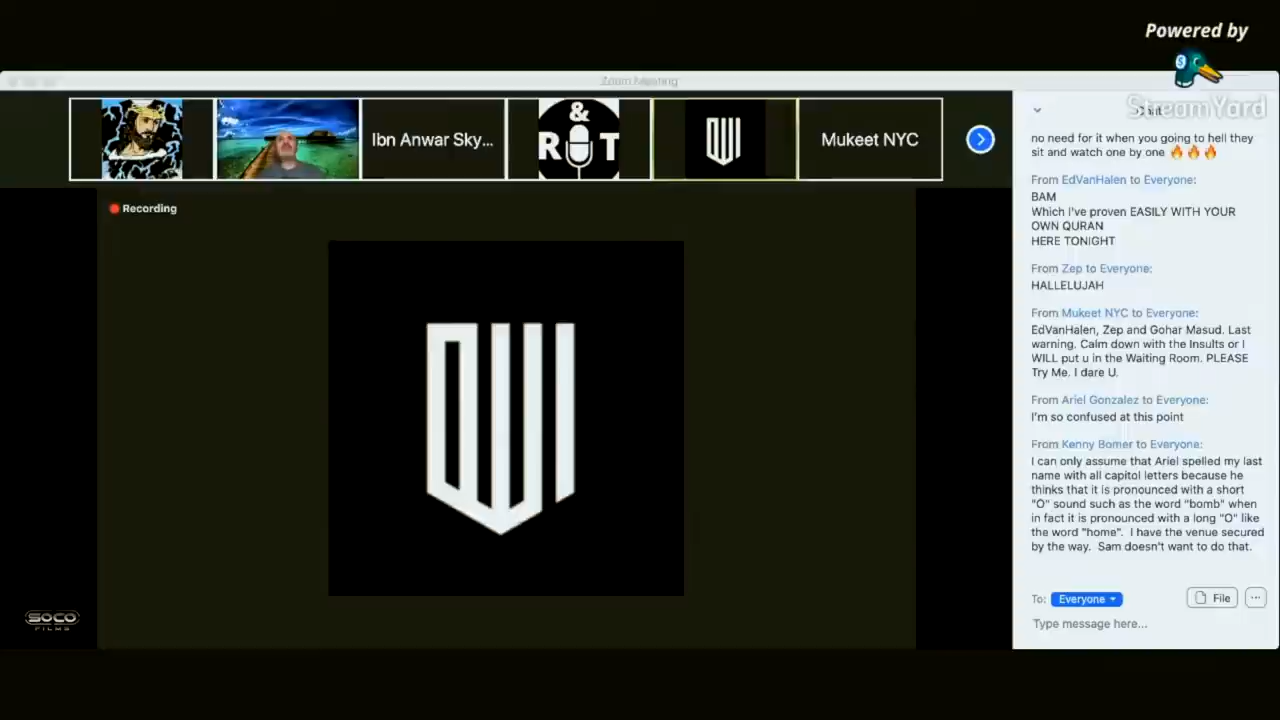 Powered by
StreamYard
Zoom Meeting
Ibn Anwar Sky...
&
R T
DWI
Mukeet NYC
Recording
no need for it when you going to hell they
sit and watch one by one 🔥🔥🔥
From EdVanHalen to Everyone:
BAM
Which I've proven EASILY WITH YOUR
OWN QURAN
HERE TONIGHT
From Zep to Everyone:
HALLELUJAH
From Mukeet NYC to Everyone:
EdVanHalen, Zep and Gohar Masud. Last
warning. Calm down with the Insults or I
WILL put u in the Waiting Room. PLEASE
Try Me. I dare U.
From Ariel Gonzalez to Everyone:
I'm so confused at this point
From Kenny Bomer to Everyone:
I can only assume that Ariel spelled my last
name with all capitol letters because he
thinks that it is pronounced with a short
"O" sound such as the word "bomb" when
in fact it is pronounced with a long "O" like
the word "home". I have the venue secured
by the way. Sam doesn't want to do that.
To: Everyone
File
Type message here...
DWI
SOCO
FILMS